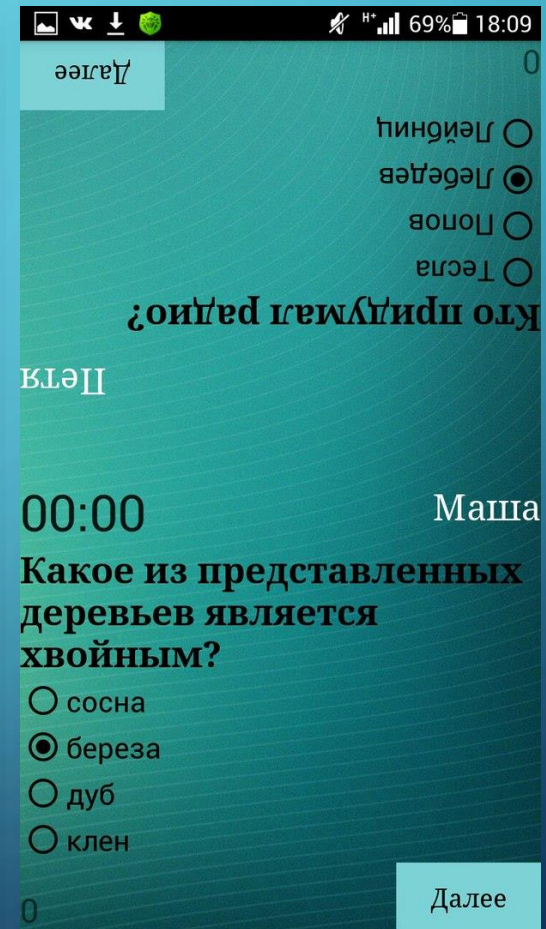 H+ 69% 18:09
Далее
0
Лейбниц
Лебедев
Попов
Тесла
Кто придумал радио?
Петя
00:00
Маша
Какое из представленных
деревьев является
хвойным?
сосна
береза
дуб
клен
0
Далее